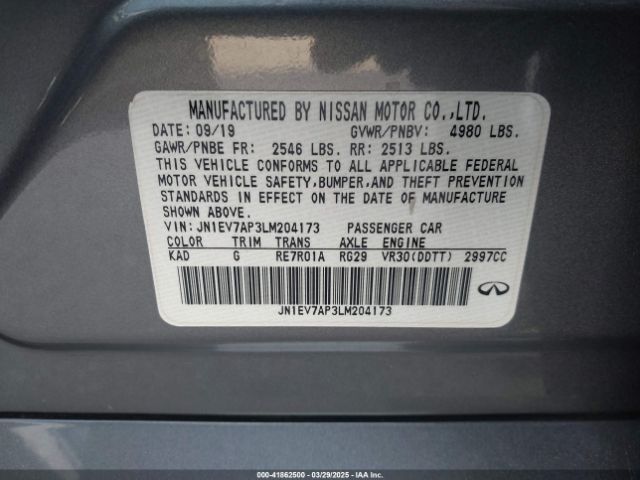 MANUFACTURED BY NISSAN MOTOR CO.,LTD.
DATE: 09/19 GVWR/PNBV: 4980 LBS.
GAWR/PNBE FR: 2546 LBS. RR: 2513 LBS.
THIS VEHICLE CONFORMS TO ALL APPLICABLE FEDERAL
MOTOR VEHICLE SAFETY,BUMPER,AND THEFT PREVENTION
STANDARDS IN EFFECT ON THE DATE OF MANUFACTURE
SHOWN ABOVE.
VIN: JN1EV7AP3LM204173 PASSENGER CAR
COLOR TRIM TRANS AXLE ENGINE
KAD G RE7R01A RG29 VR30(DDTT) 2997CC
JN1EV7AP3LM204173
000-41862500 03/29/2025 COPYRIGHT IAA